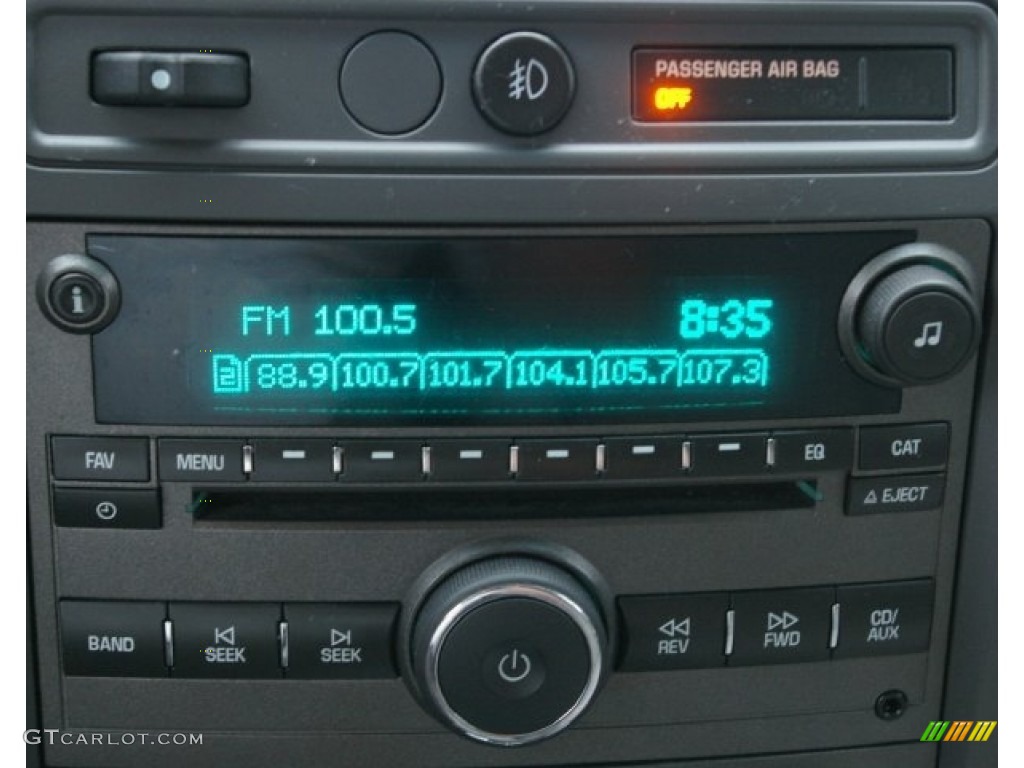 PASSENGER AIR BAG
OFF
i
FM 100.5 8:35
2 88.9 100.7 101.7 104.1 105.7 107.3
FAV MENU EQ CAT
EJECT
BAND SEEK SEEK REV FWD CD/AUX
GTCARLOT.COM